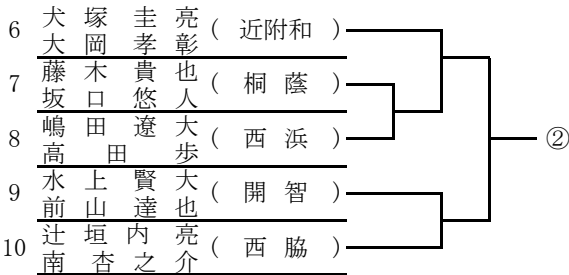 6 犬塚圭亮 (近附和)
大岡孝彰
7 藤木貴也 (桐蔭)
坂口悠人
8 嶋田遼大 (西浜)
高田歩
②
9 水上賢大 (開智)
前山達也
10 辻垣内亮 (西脇)
南杏之介